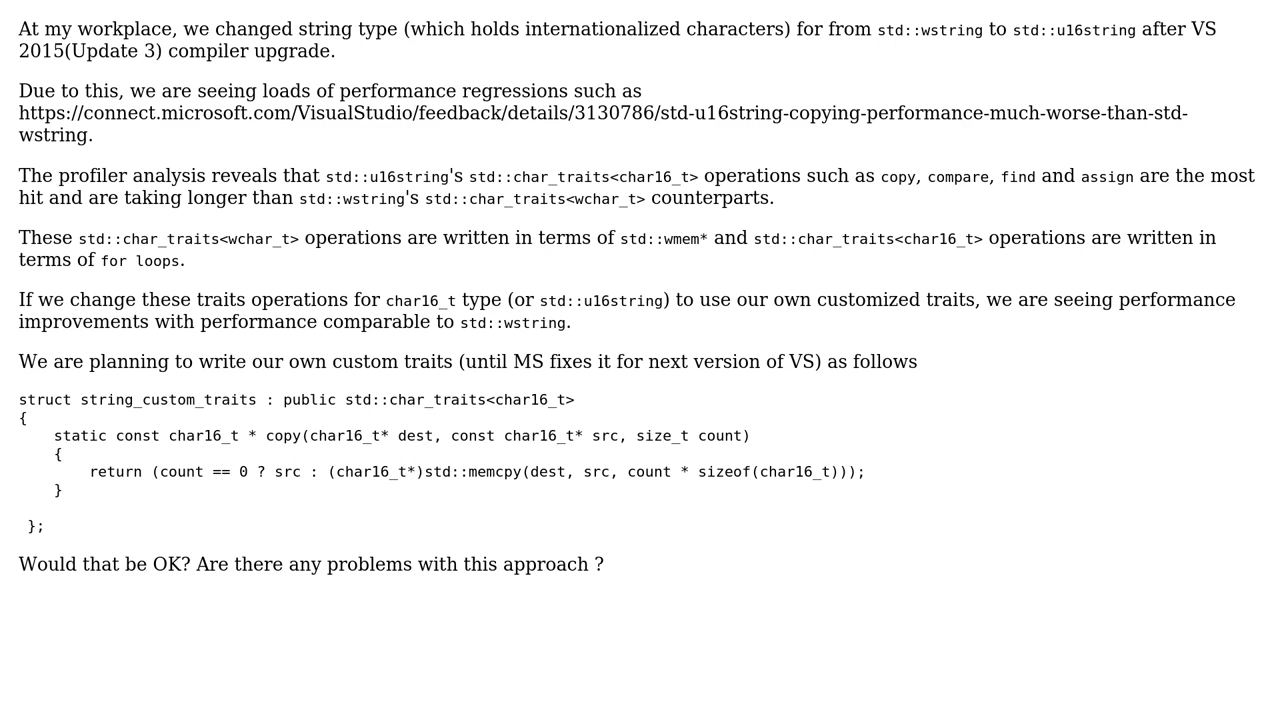 At my workplace, we changed string type (which holds internationalized characters) for from std::wstring to std::u16string after VS
2015(Update 3) compiler upgrade.
Due to this, we are seeing loads of performance regressions such as
https://connect.microsoft.com/VisualStudio/feedback/details/3130786/std-u16string-copying-performance-much-worse-than-std-
wstring.
The profiler analysis reveals that std::u16string's std::char_traits<char16_t> operations such as copy, compare, find and assign are the most
hit and are taking longer than std::wstring's std::char_traits<wchar_t> counterparts.
These std::char_traits<wchar_t> operations are written in terms of std::wmem* and std::char_traits<char16_t> operations are written in
terms of for loops.
If we change these traits operations for char16_t type (or std::u16string) to use our own customized traits, we are seeing performance
improvements with performance comparable to std::wstring.
We are planning to write our own custom traits (until MS fixes it for next version of VS) as follows
struct string_custom_traits : public std::char_traits<char16_t>
{
    static const char16_t * copy(char16_t* dest, const char16_t* src, size_t count)
    {
        return (count == 0 ? src : (char16_t*)std::memcpy(dest, src, count * sizeof(char16_t)));
    }
 };
Would that be OK? Are there any problems with this approach ?